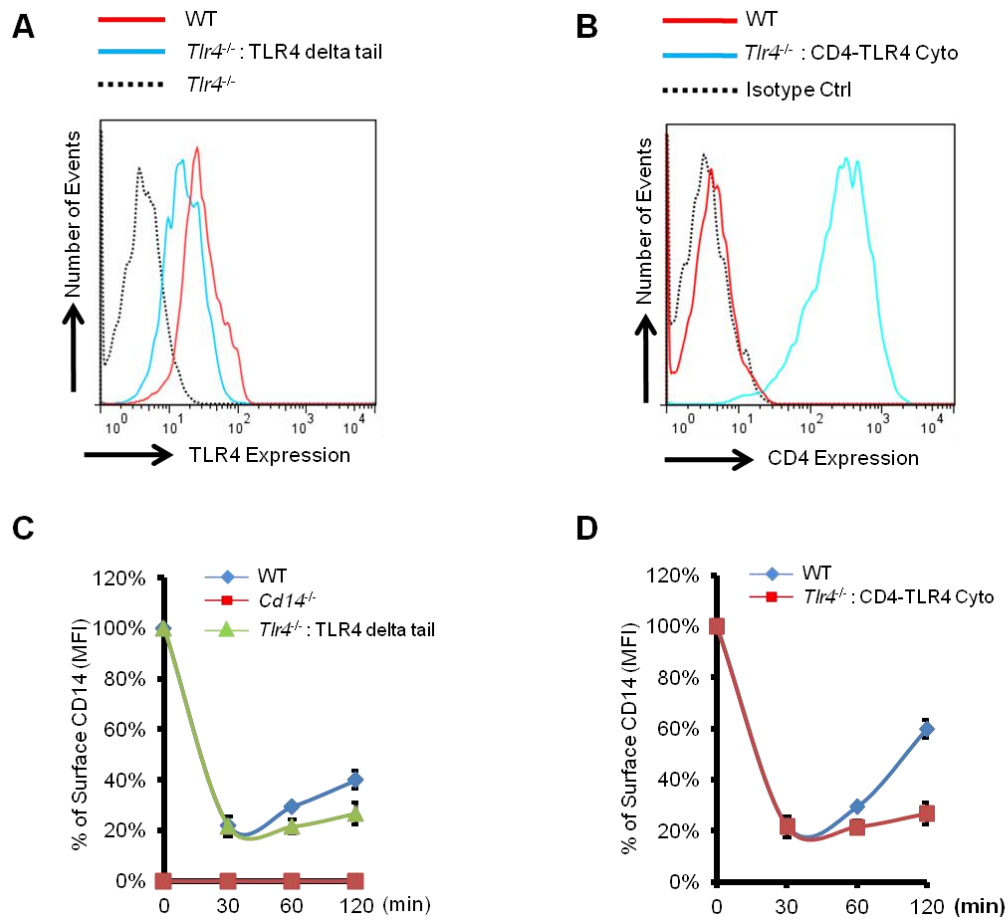 A
WT
Tlr4-/- : TLR4 delta tail
Tlr4-/-
Number of Events
10^0 10^1 10^2 10^3 10^4
TLR4 Expression
B
WT
Tlr4-/- : CD4-TLR4 Cyto
Isotype Ctrl
Number of Events
10^0 10^1 10^2 10^3 10^4
CD4 Expression
C
WT
Cd14-/-
Tlr4-/- : TLR4 delta tail
% of Surface CD14 (MFI)
120%
100%
80%
60%
40%
20%
0%
0 30 60 120 (min)
D
WT
Tlr4-/- : CD4-TLR4 Cyto
% of Surface CD14 (MFI)
120%
100%
80%
60%
40%
20%
0%
0 30 60 120 (min)